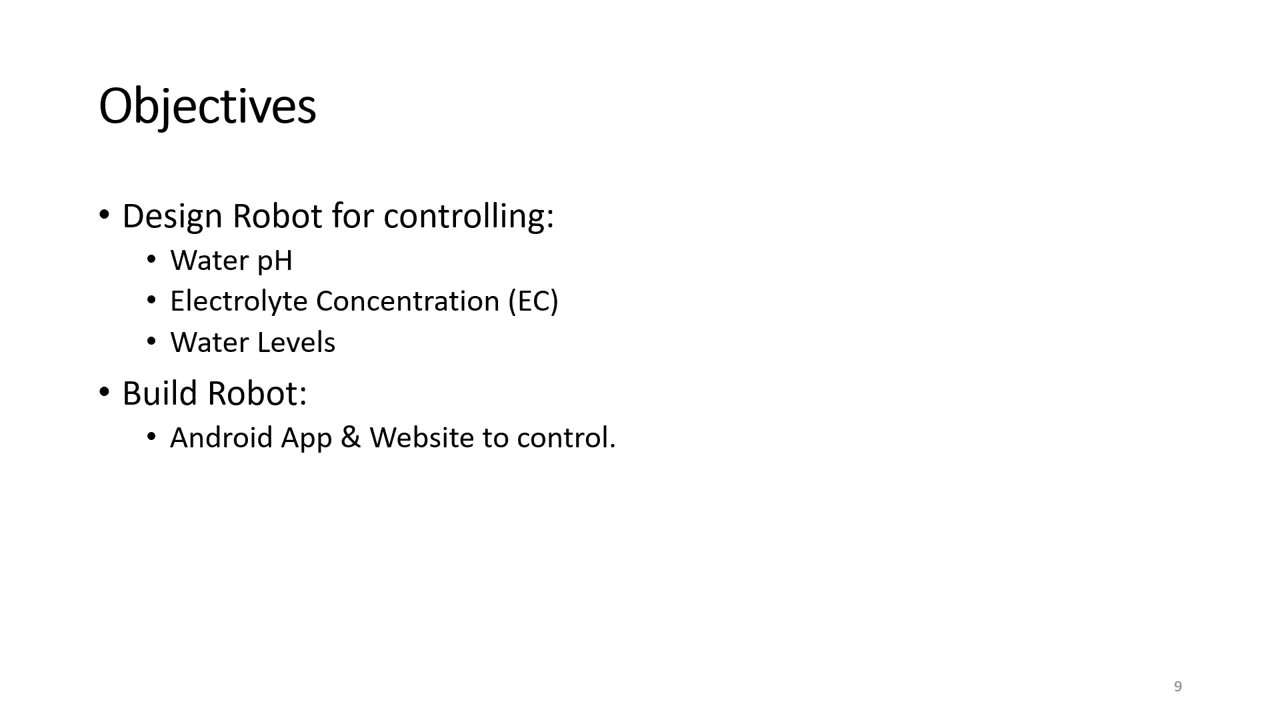 Objectives
• Design Robot for controlling:
• Water pH
• Electrolyte Concentration (EC)
• Water Levels
• Build Robot:
• Android App & Website to control.
9